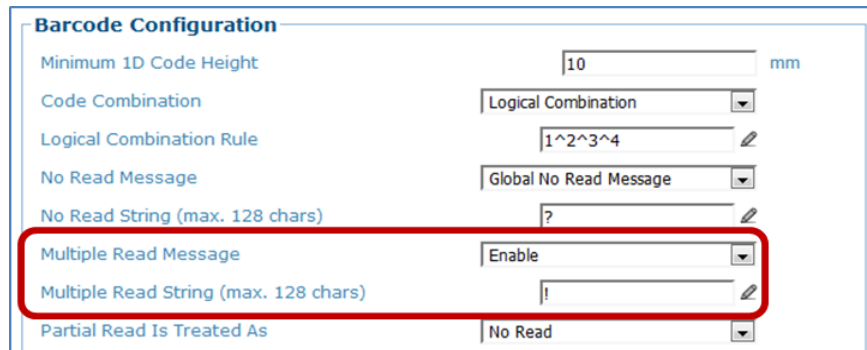 Barcode Configuration
Minimum 1D Code Height 10 mm
Code Combination Logical Combination
Logical Combination Rule 1^2^3^4
No Read Message Global No Read Message
No Read String (max. 128 chars) ?
Multiple Read Message Enable
Multiple Read String (max. 128 chars) !
Partial Read Is Treated As No Read